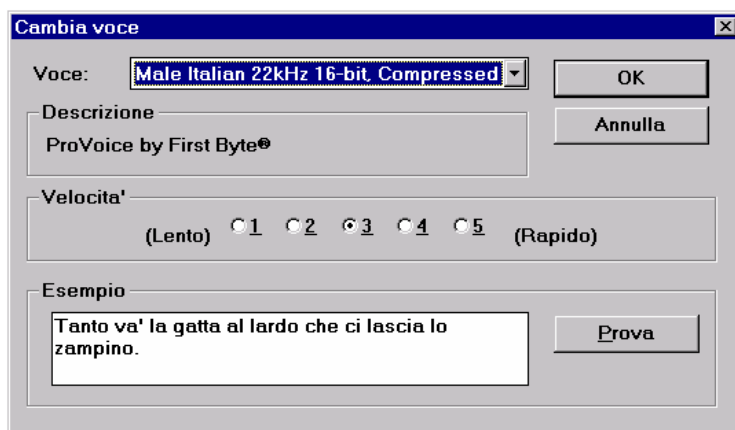 Cambia voce
Voce: Male Italian 22kHz 16-bit, Compressed
OK
Descrizione
ProVoice by First Byte®
Annulla
Velocita'
(Lento) 1 2 3 4 5 (Rapido)
Esempio
Tanto va' la gatta al lardo che ci lascia lo
zampino.
Prova